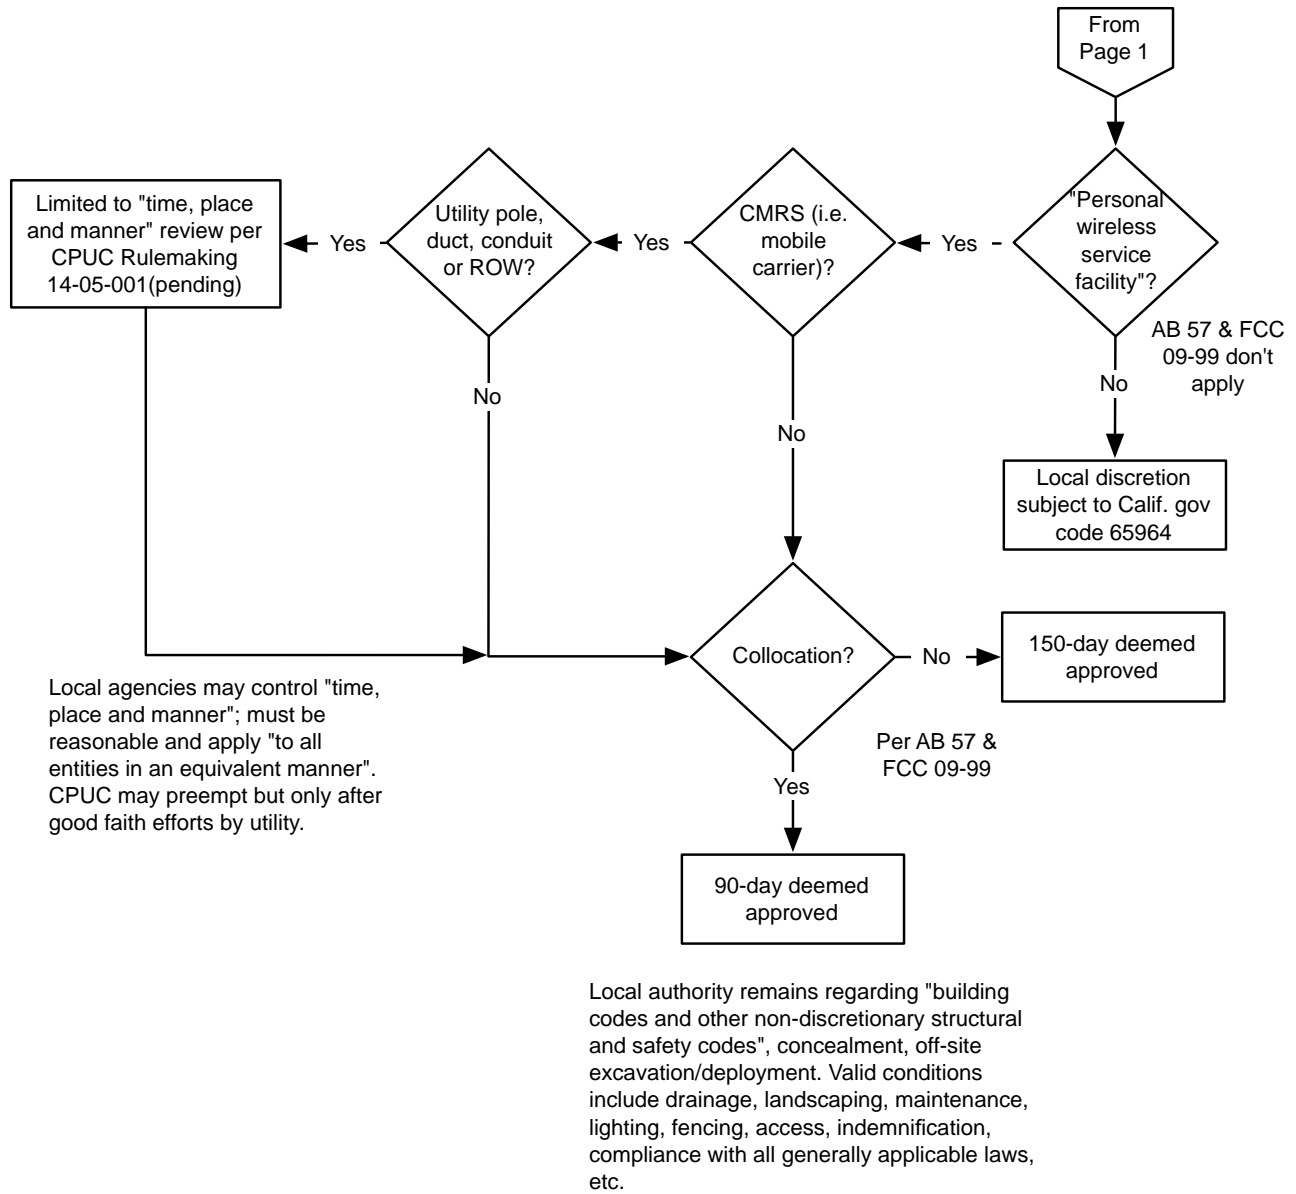 From
Page 1
"Personal
wireless
service
facility"?
Yes
CMRS (i.e.
mobile
carrier)?
Yes
Utility pole,
duct, conduit
or ROW?
Yes
Limited to "time, place
and manner" review per
CPUC Rulemaking
14-05-001(pending)
AB 57 & FCC
09-99 don't
apply
No
No
No
Local discretion
subject to Calif. gov
code 65964
Collocation?
No
150-day deemed
approved
Local agencies may control "time,
place and manner"; must be
reasonable and apply "to all
entities in an equivalent manner".
CPUC may preempt but only after
good faith efforts by utility.
Per AB 57 &
FCC 09-99
Yes
90-day deemed
approved
Local authority remains regarding "building
codes and other non-discretionary structural
and safety codes", concealment, off-site
excavation/deployment. Valid conditions
include drainage, landscaping, maintenance,
lighting, fencing, access, indemnification,
compliance with all generally applicable laws,
etc.